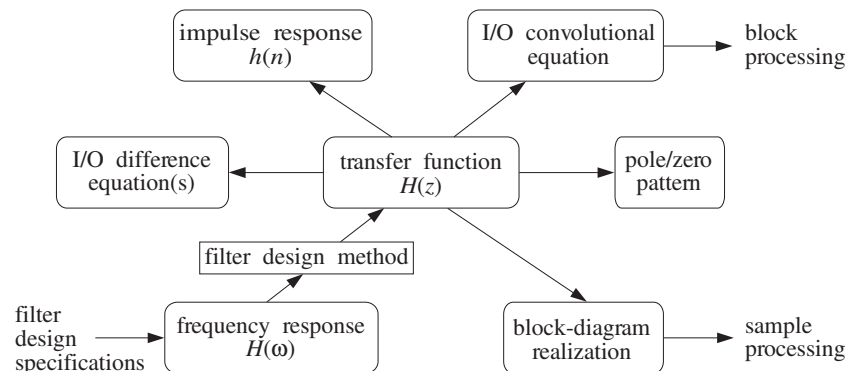 impulse response
h(n)
I/O convolutional
equation
block
processing
I/O difference
equation(s)
transfer function
H(z)
pole/zero
pattern
filter design method
filter
design
specifications
frequency response
H(ω)
block-diagram
realization
sample
processing